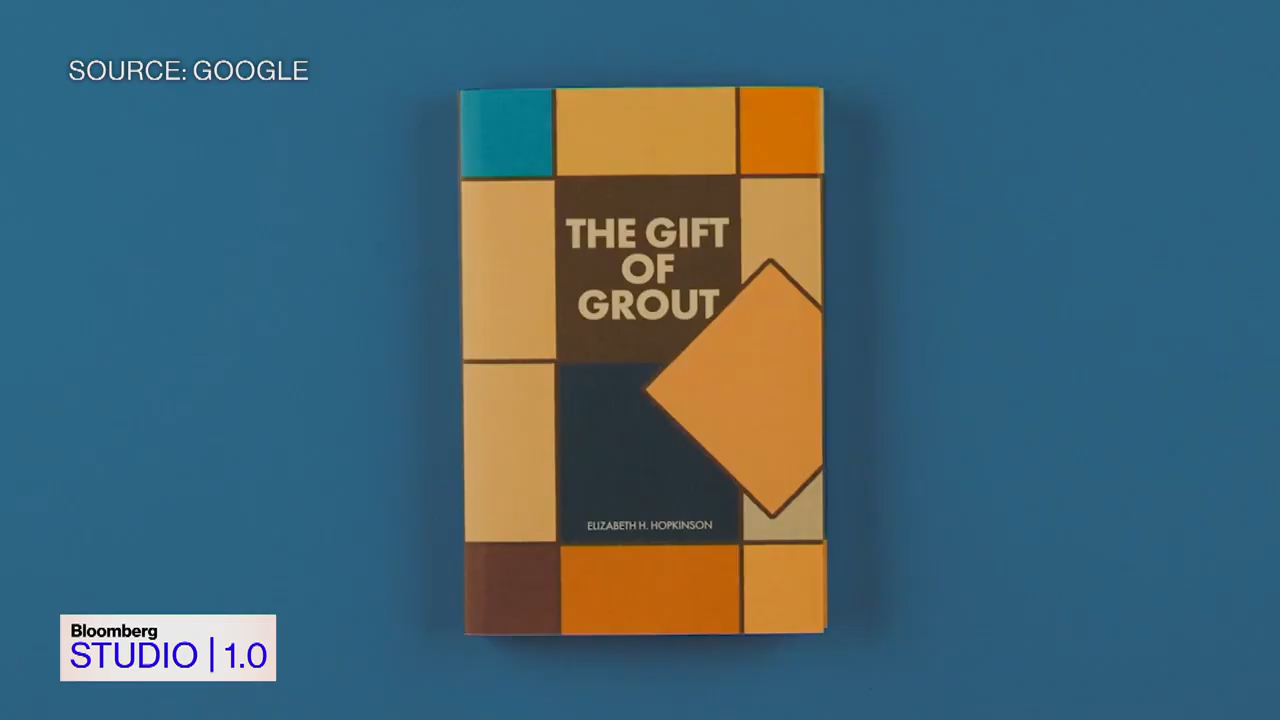 SOURCE: GOOGLE
THE GIFT
OF
GROUT
ELIZABETH H. HOPKINSON
Bloomberg
STUDIO | 1.0